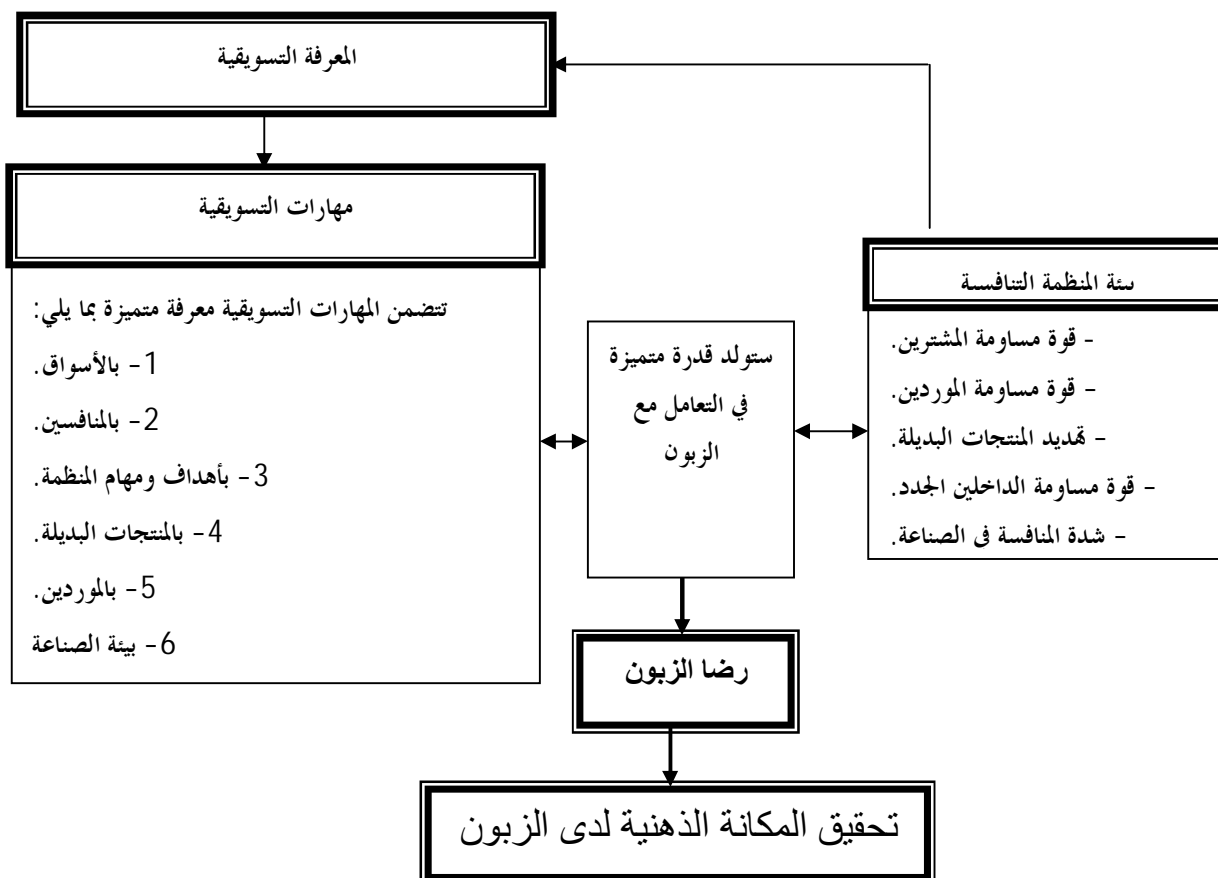 المعرفة التسويقية
مهارات التسويقية
تتضمن المهارات التسويقية معرفة متميزة بما يلي:
1- بالأسواق.
2- بالمنافسين.
3- بأهداف ومهام المنظمة.
4- بالمنتجات البديلة.
5- بالموردين.
6- بيئة الصناعة
ستولد قدرة متميزة
في التعامل مع
الزبون
بيئة المنظمة التنافسية
- قوة مساومة المشترين.
- قوة مساومة الموردين.
- تهديد المنتجات البديلة.
- قوة مساومة الداخلين الجدد.
- شدة المنافسة في الصناعة.
رضا الزبون
تحقيق المكانة الذهنية لدى الزبون